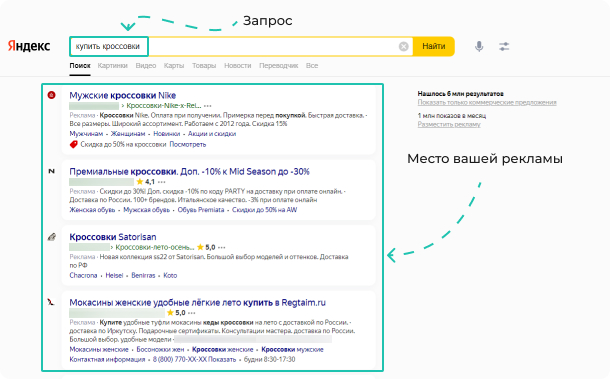 Запрос
Яндекс
купить кроссовки
Найти
Поиск Картинки Видео Карты Товары Новости Переводчик Все
Мужские кроссовки Nike
› Кроссовки-Nike-x-Rei...
Реклама · Кроссовки Nike. Оплата при получении. Примерка перед покупкой. Быстрая доставка. ·
Все размеры. Широкий ассортимент. Работаем с 2012 года. Скидка 15%
Мужчинам • Женщинам • Новинки • Акции и скидки
Скидка до 50% на кроссовки Посмотреть
Премиальные кроссовки. Доп. -10% к Mid Season до -30%
4,1
Реклама · Скидки до 30%! Доп. скидка -10% по коду PARTY на доставку при оплате онлайн. ·
Доставка по России. 100+ брендов. Итальянское качество. -3% при оплате онлайн
Женская обувь • Мужская обувь • Обувь Premiata • Скидки до 50% на AW
Кроссовки Satorisan
› Кроссовки-лето-осень... 5,0
Реклама · Новая коллекция ss22 от Satorisan. Большой выбор моделей и оттенков. Доставка
по РФ
Chacrona • Heisei • Benirras • Koto
Мокасины женские удобные лёгкие лето купить в Regtaim.ru
5,0
Реклама · Купите удобные туфли мокасины кеды кроссовки на лето с доставкой по России. ·
доставка по Иркутску. Подарочные сертификаты. Консультации мастера. доставка по России.
Большой выбор, удобные модели
Мокасины женские • Босоножки жен • Кроссовки женские • Кроссовки мужские
Контактная информация • 8 (800) 770-XX-XX Показать • будни 8:30-17:30
Нашлось 6 млн результатов
Показать только коммерческие предложения
1 млн показов в месяц
Разместить рекламу
Место вашей рекламы